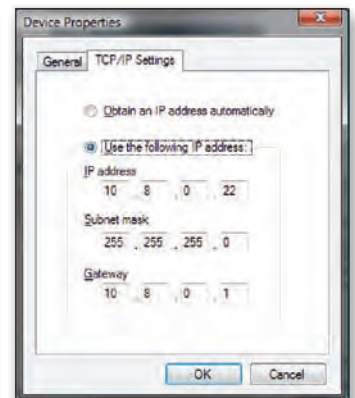 Device Properties
General TCP/IP Settings
Obtain an IP address automatically
Use the following IP address:
IP address
10 . 8 . 0 . 22
Subnet mask
255 . 255 . 255 . 0
Gateway
10 . 8 . 0 . 1
OK Cancel